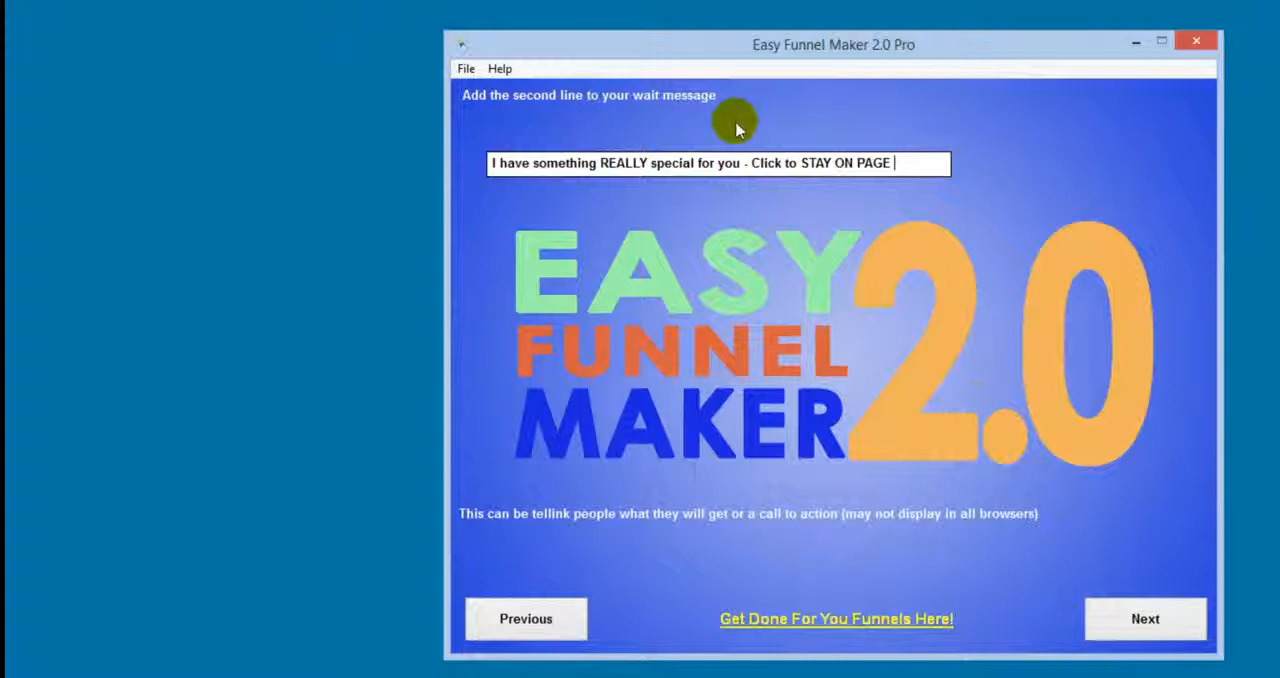 Easy Funnel Maker 2.0 Pro
File Help
Add the second line to your wait message
I have something REALLY special for you - Click to STAY ON PAGE
EASY
FUNNEL
MAKER
2.0
This can be tellink people what they will get or a call to action (may not display in all browsers)
Previous
Get Done For You Funnels Here!
Next